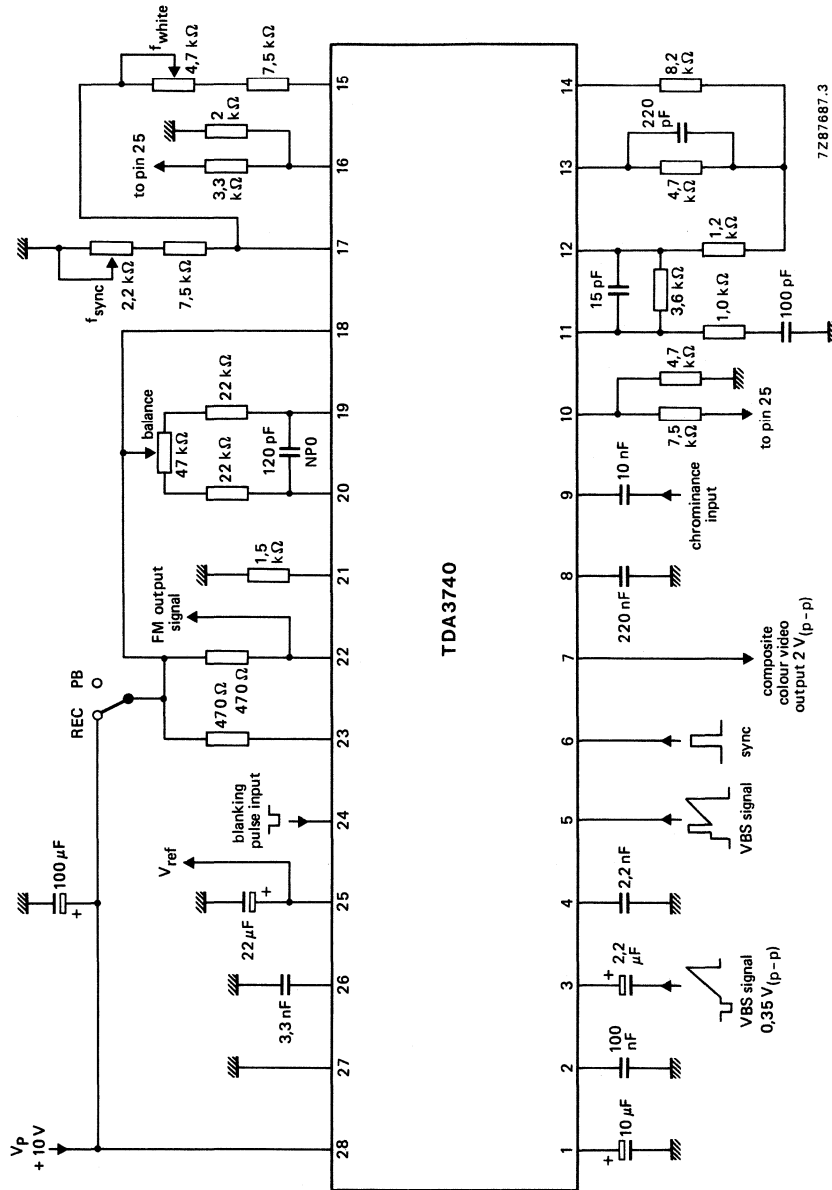 VP
+ 10 V
100 µF
+
REC
PB
fsync
2,2 kΩ
7,5 kΩ
fwhite
4,7 kΩ
7,5 kΩ
to pin 25
3,3
kΩ
2
kΩ
balance
47 kΩ
22 kΩ
22 kΩ
120 pF
NP0
1,5
kΩ
FM output
signal
470 Ω
470 Ω
blanking
pulse input
Vref
22 µF
+
3,3 nF
28
27
26
25
24
23
22
21
20
19
18
17
16
15
TDA3740
1
2
3
4
5
6
7
8
9
10
11
12
13
14
+
10 µF
100
nF
+
2,2
µF
VBS signal
0,35 V(p-p)
2,2 nF
VBS signal
sync
composite
colour video
output 2 V(p-p)
220 nF
10 nF
chrominance
input
7,5
kΩ
4,7
kΩ
to pin 25
15 pF
3,6 kΩ
1,0 kΩ
100 pF
1,2
kΩ
4,7
kΩ
220
pF
8,2
kΩ
7Z87687.3